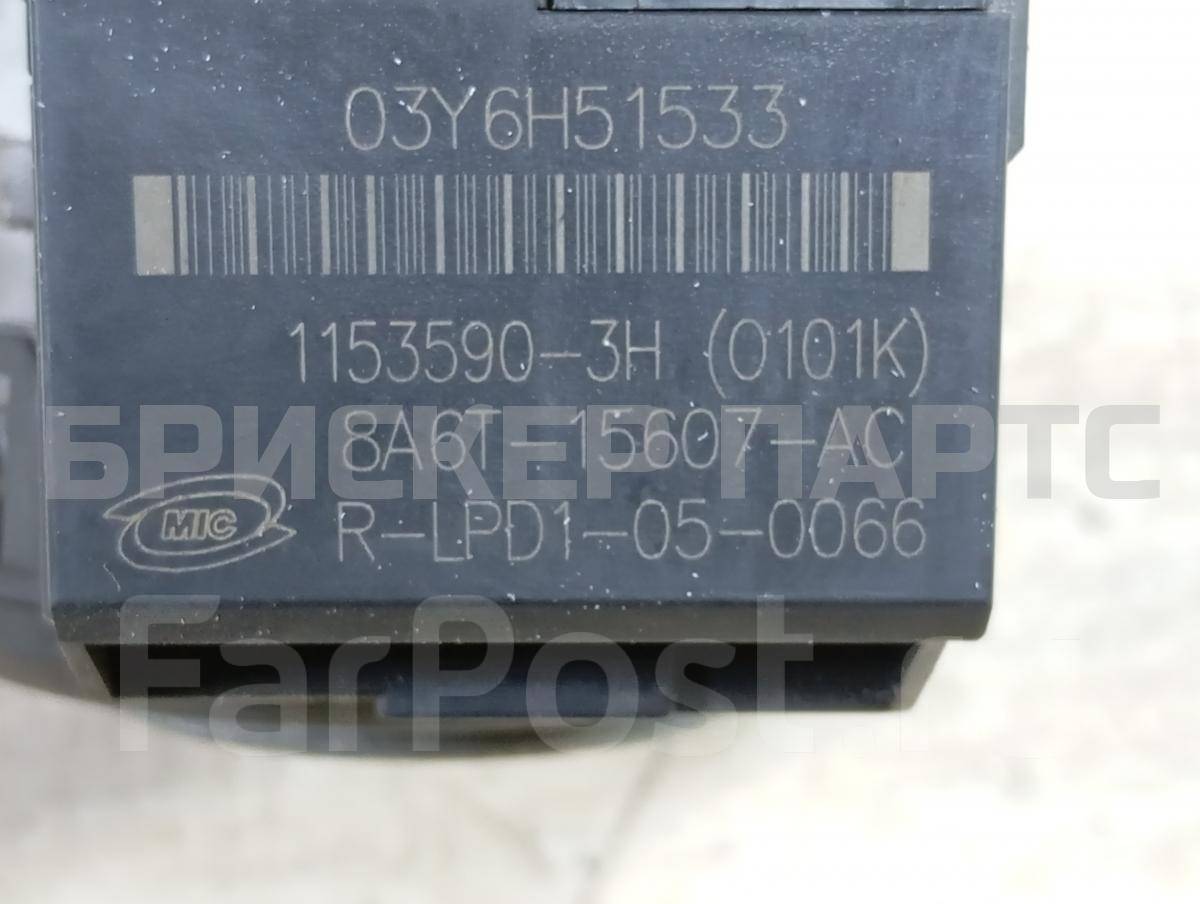 03Y6H51533
1153590-3H (0101K)
8A6T-15607-AC
БРИСКЕР ПАРТС
MIC
R-LPD1-05-0066
FarPost.